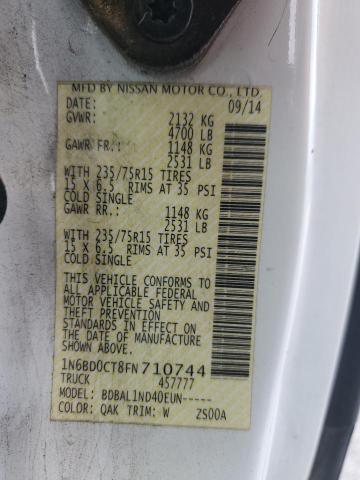 MFD BY NISSAN MOTOR CO., LTD.
DATE: 09/14
GVWR: 2132 KG
4700 LB
GAWR FR.: 1148 KG
2531 LB
WITH 235/75R15 TIRES
15 X 6.5 RIMS AT 35 PSI
COLD SINGLE
GAWR RR.: 1148 KG
2531 LB
WITH 235/75R15 TIRES
15 X 6.5 RIMS AT 35 PSI
COLD SINGLE
THIS VEHICLE CONFORMS TO
ALL APPLICABLE FEDERAL
MOTOR VEHICLE SAFETY AND
THEFT PREVENTION
STANDARDS IN EFFECT ON
THE DATE OF MANUFACTURE
SHOWN ABOVE.
1N6BD0CT8FN710744
TRUCK 457777
MODEL: BDBAL1ND40EUN-----
COLOR: QAK TRIM: W ZS00A